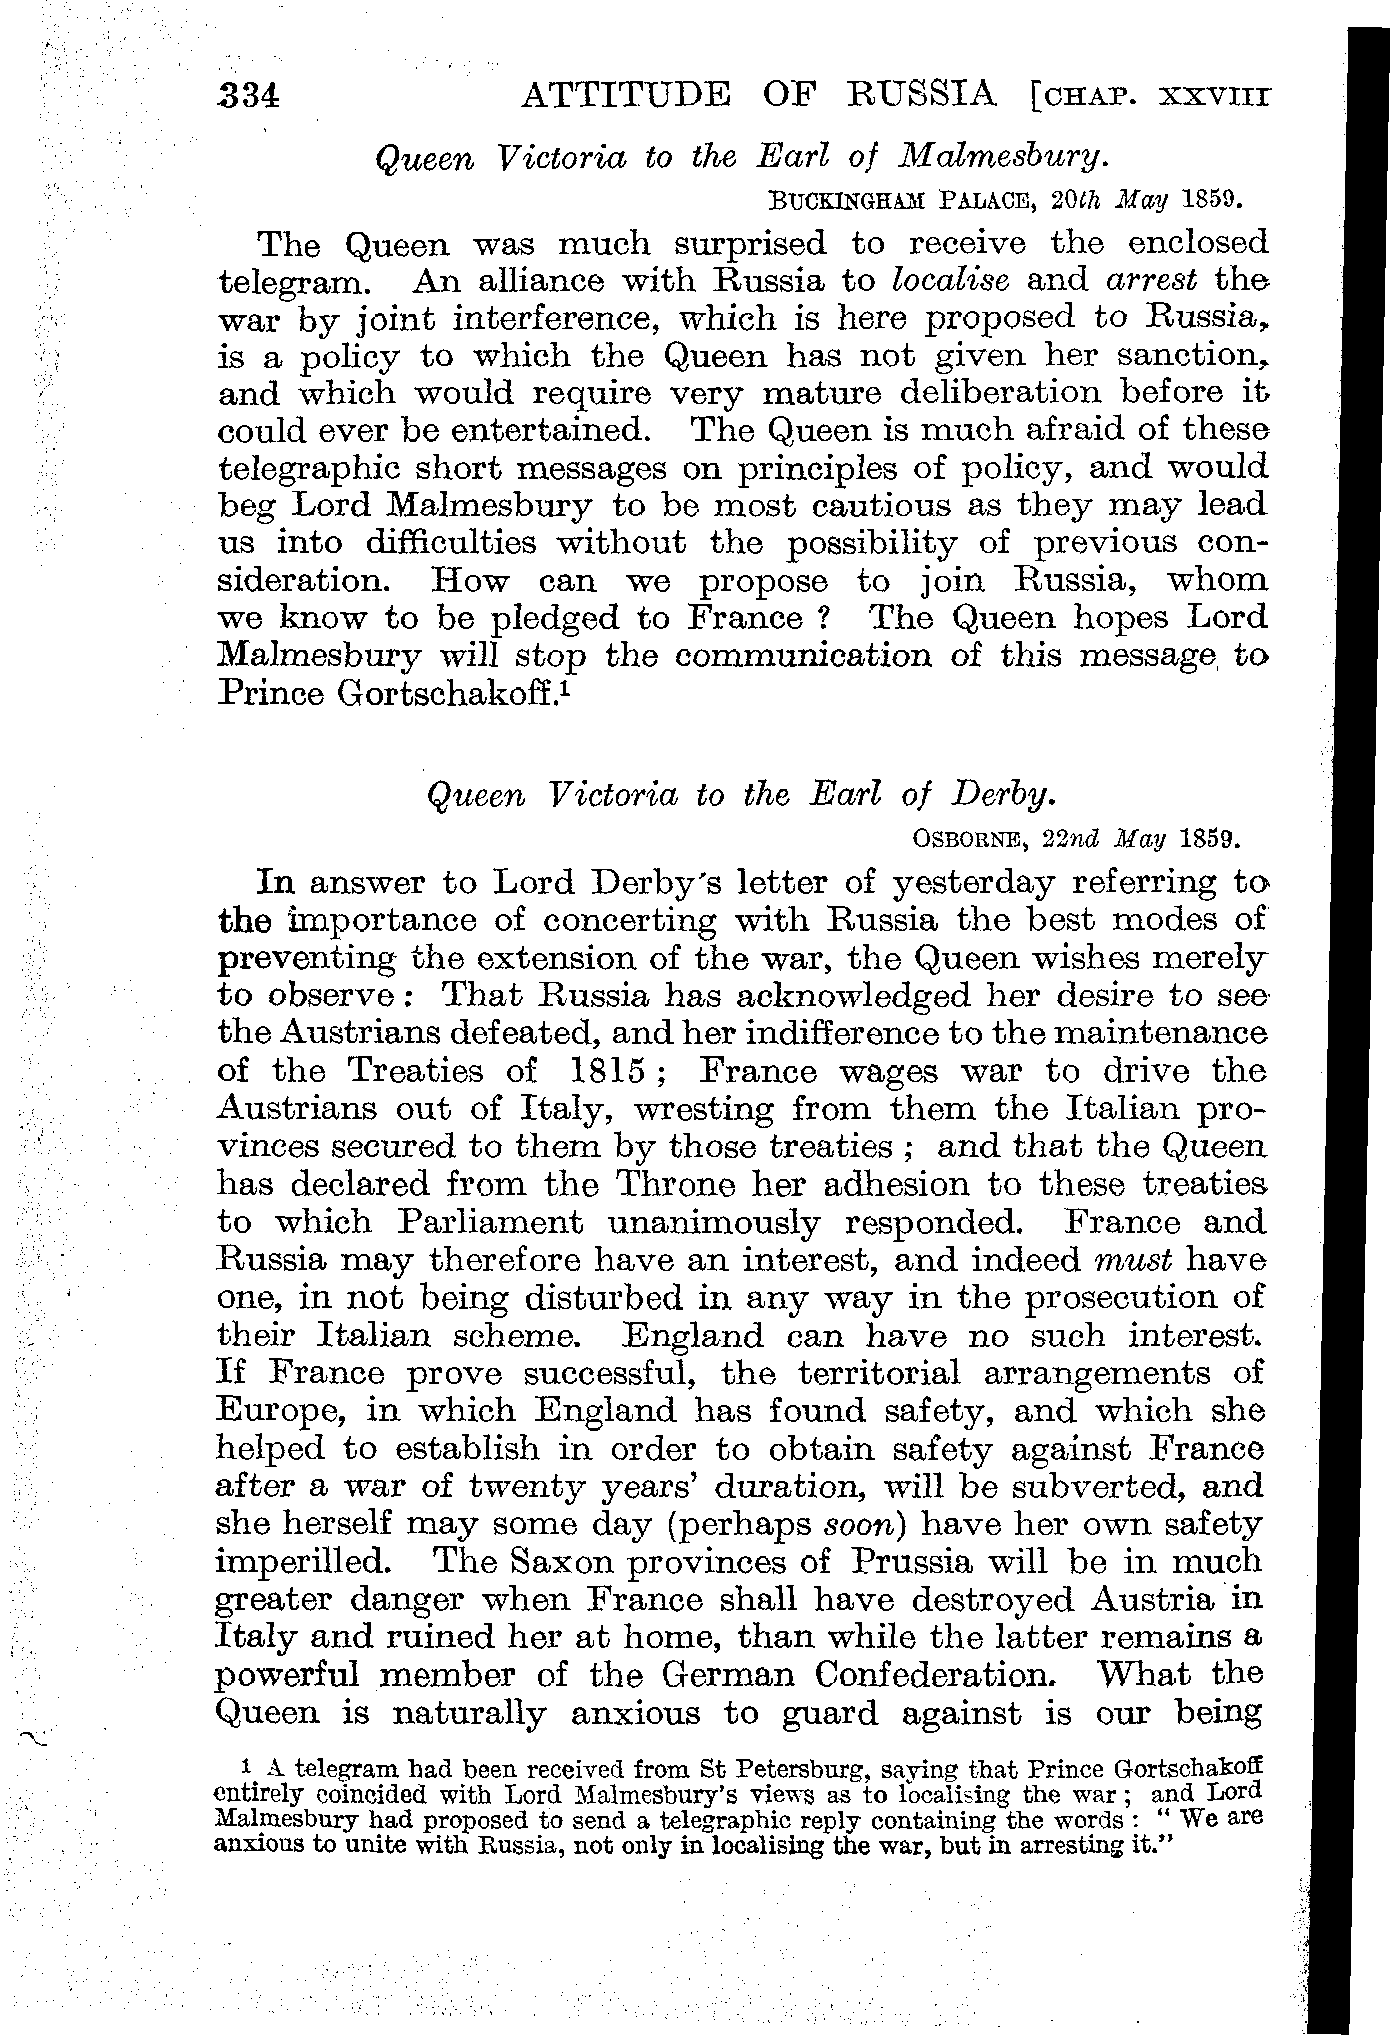 334 ATTITUDE OF RUSSIA [CHAP. XXVIII
Queen Victoria to the Earl of Malmesbury.
BUCKINGHAM PALACE, 20th May 1859.
The Queen was much surprised to receive the enclosed
telegram. An alliance with Russia to localise and arrest the
war by joint interference, which is here proposed to Russia,
is a policy to which the Queen has not given her sanction,
and which would require very mature deliberation before it
could ever be entertained. The Queen is much afraid of these
telegraphic short messages on principles of policy, and would
beg Lord Malmesbury to be most cautious as they may lead
us into difficulties without the possibility of previous con-
sideration. How can we propose to join Russia, whom
we know to be pledged to France ? The Queen hopes Lord
Malmesbury will stop the communication of this message to
Prince Gortschakoff.¹
Queen Victoria to the Earl of Derby.
OSBORNE, 22nd May 1859.
In answer to Lord Derby's letter of yesterday referring to
the importance of concerting with Russia the best modes of
preventing the extension of the war, the Queen wishes merely
to observe : That Russia has acknowledged her desire to see
the Austrians defeated, and her indifference to the maintenance
of the Treaties of 1815 ; France wages war to drive the
Austrians out of Italy, wresting from them the Italian pro-
vinces secured to them by those treaties ; and that the Queen
has declared from the Throne her adhesion to these treaties
to which Parliament unanimously responded. France and
Russia may therefore have an interest, and indeed must have
one, in not being disturbed in any way in the prosecution of
their Italian scheme. England can have no such interest.
If France prove successful, the territorial arrangements of
Europe, in which England has found safety, and which she
helped to establish in order to obtain safety against France
after a war of twenty years' duration, will be subverted, and
she herself may some day (perhaps soon) have her own safety
imperilled. The Saxon provinces of Prussia will be in much
greater danger when France shall have destroyed Austria in
Italy and ruined her at home, than while the latter remains a
powerful member of the German Confederation. What the
Queen is naturally anxious to guard against is our being
1 A telegram had been received from St Petersburg, saying that Prince Gortschakoff
entirely coincided with Lord Malmesbury's views as to localising the war ; and Lord
Malmesbury had proposed to send a telegraphic reply containing the words : " We are
anxious to unite with Russia, not only in localising the war, but in arresting it."